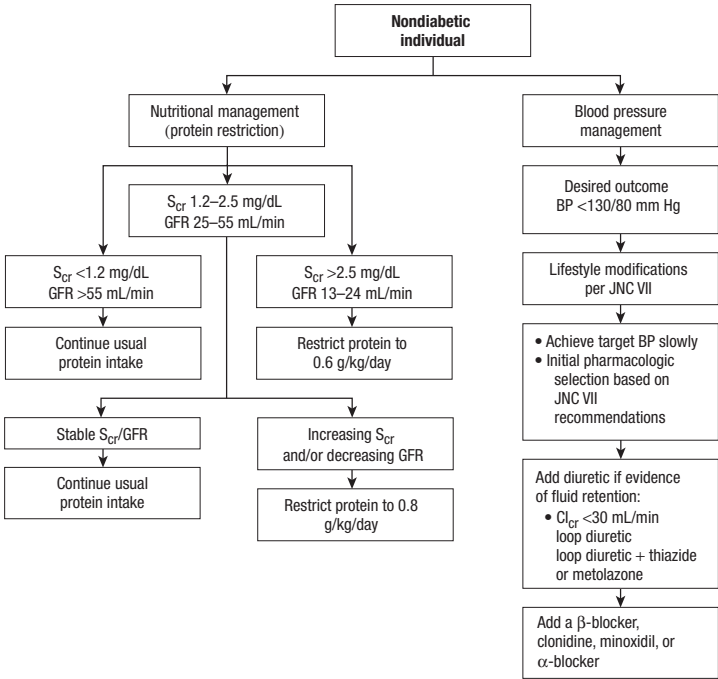 Nondiabetic
individual
Nutritional management
(protein restriction)
Blood pressure
management
Scr 1.2–2.5 mg/dL
GFR 25–55 mL/min
Desired outcome
BP <130/80 mm Hg
Scr <1.2 mg/dL
GFR >55 mL/min
Scr >2.5 mg/dL
GFR 13–24 mL/min
Lifestyle modifications
per JNC VII
Continue usual
protein intake
Restrict protein to
0.6 g/kg/day
• Achieve target BP slowly
• Initial pharmacologic
selection based on
JNC VII
recommendations
Stable Scr/GFR
Increasing Scr
and/or decreasing GFR
Continue usual
protein intake
Restrict protein to 0.8
g/kg/day
Add diuretic if evidence
of fluid retention:
• Clcr <30 mL/min
loop diuretic
loop diuretic + thiazide
or metolazone
Add a β-blocker,
clonidine, minoxidil, or
α-blocker